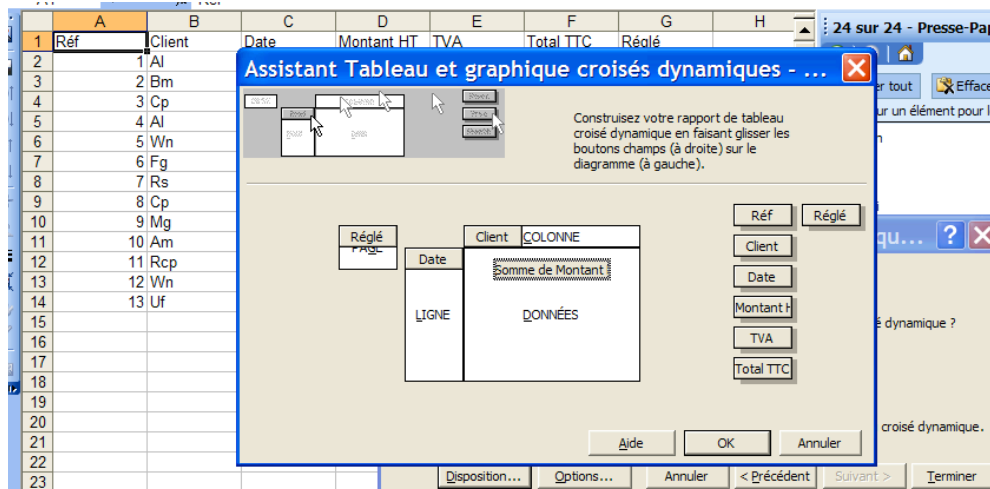 A B C D E F G H
24 sur 24 - Presse-Pap
1 Réf Client Date Montant HT TVA Total TTC Réglé
2 1 Al
3 2 Bm
4 3 Cp
5 4 Al
6 5 Wn
7 6 Fg
8 7 Rs
9 8 Cp
10 9 Mg
11 10 Am
12 11 Rcp
13 12 Wn
14 13 Uf
15
16
17
18
19
20
21
22
23
Assistant Tableau et graphique croisés dynamiques - ...
Construisez votre rapport de tableau
croisé dynamique en faisant glisser les
boutons champs (à droite) sur le
diagramme (à gauche).
Réglé
PAGE
Client COLONNE
Date
Somme de Montant
LIGNE
DONNÉES
Réf Réglé
Client
Date
Montant H
TVA
Total TTC
Aide OK Annuler
er tout Efface
ur un élément pour l
qu... ?
é dynamique ?
croisé dynamique.
Disposition... Options... Annuler < Précédent Suivant > Terminer